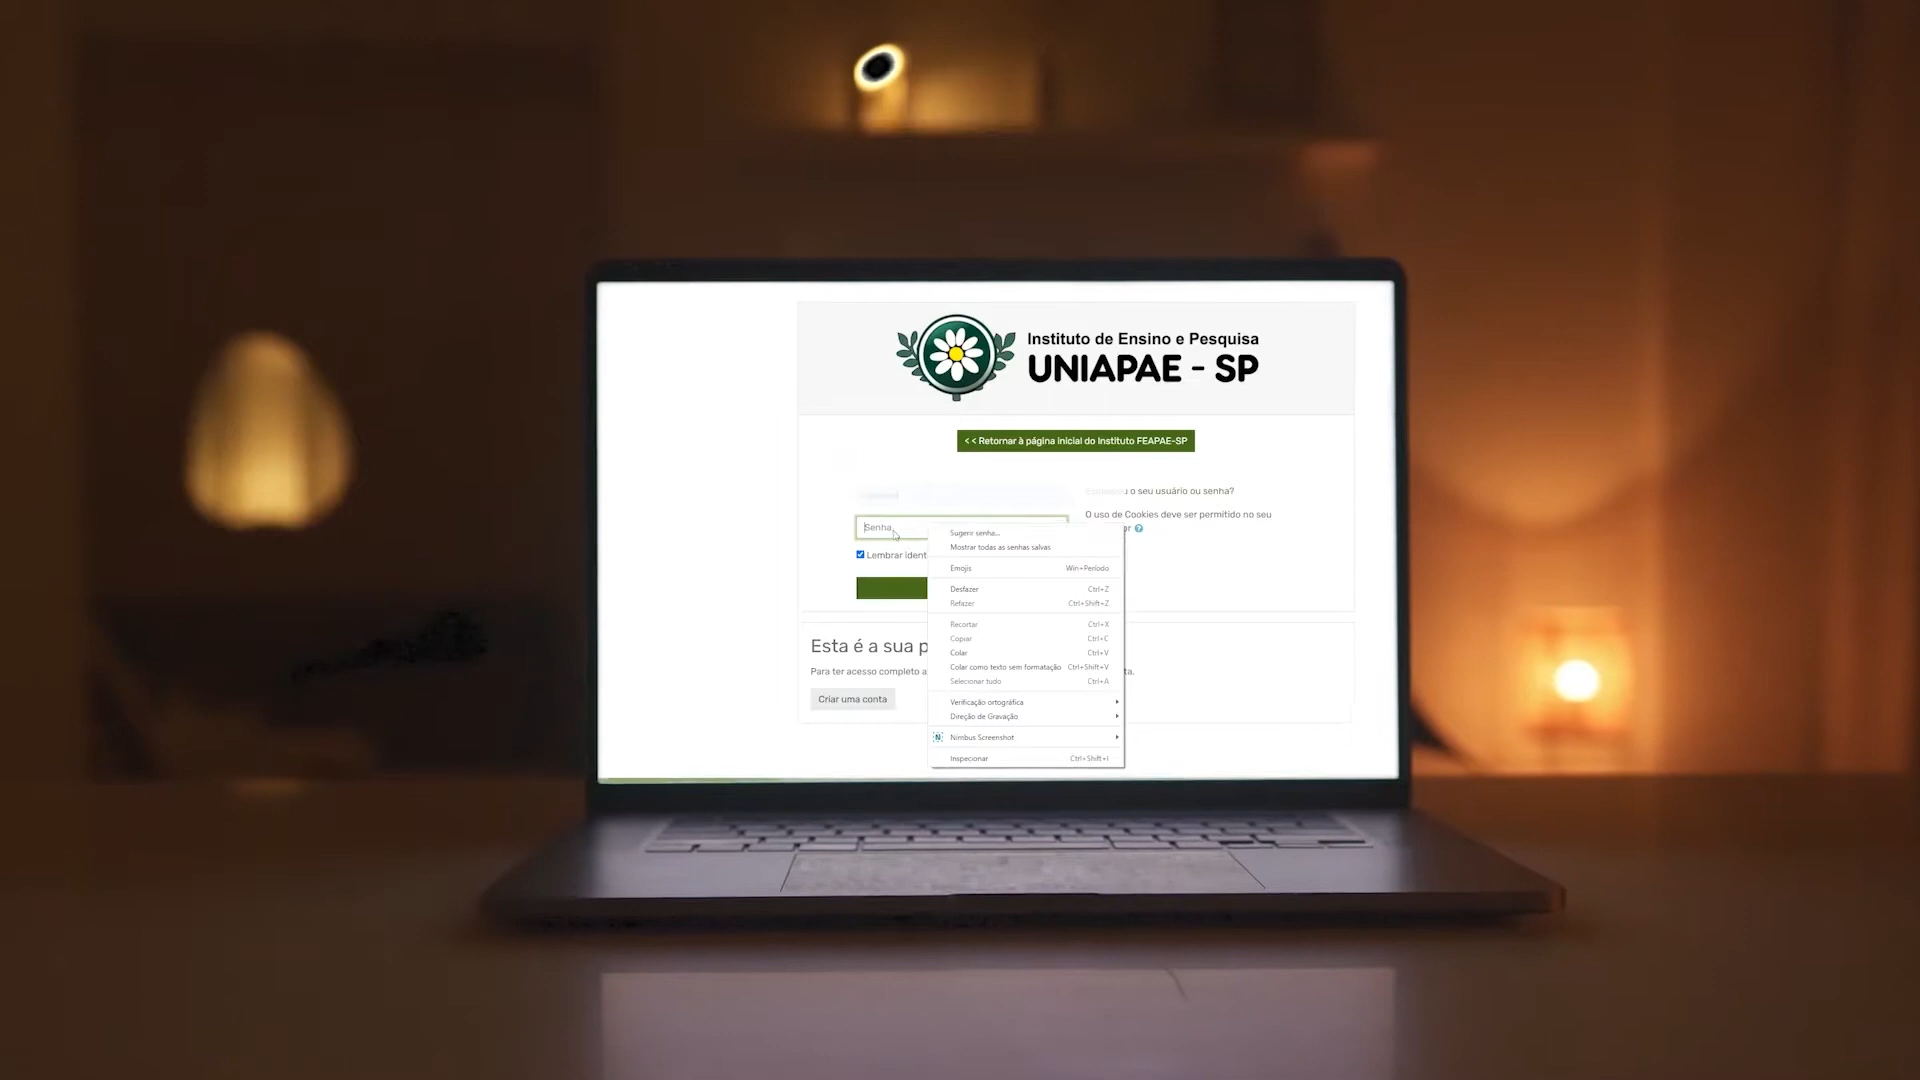 Instituto de Ensino e Pesquisa
UNIAPAE - SP
< < Retornar à página inicial do Instituto FEAPAE-SP
o seu usuário ou senha?
O uso de Cookies deve ser permitido no seu
Senha
Lembrar ident
Sugerir senha...
Mostrar todas as senhas salvas
Emojis Win+Período
Desfazer Ctrl+Z
Refazer Ctrl+Shift+Z
Recortar Ctrl+X
Copiar Ctrl+C
Colar Ctrl+V
Colar como texto sem formatação Ctrl+Shift+V
Selecionar tudo Ctrl+A
Verificação ortográfica
Direção de Gravação
N Nimbus Screenshot
Inspecionar Ctrl+Shift+I
Esta é a sua p
Para ter acesso completo a
Criar uma conta